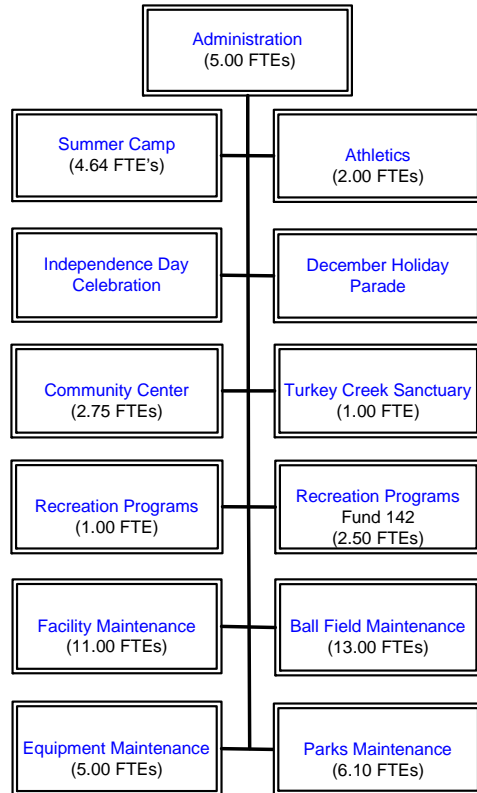 Administration
(5.00 FTEs)
Summer Camp
(4.64 FTE's)
Athletics
(2.00 FTEs)
Independence Day
Celebration
December Holiday
Parade
Community Center
(2.75 FTEs)
Turkey Creek Sanctuary
(1.00 FTE)
Recreation Programs
(1.00 FTE)
Recreation Programs
Fund 142
(2.50 FTEs)
Facility Maintenance
(11.00 FTEs)
Ball Field Maintenance
(13.00 FTEs)
Equipment Maintenance
(5.00 FTEs)
Parks Maintenance
(6.10 FTEs)